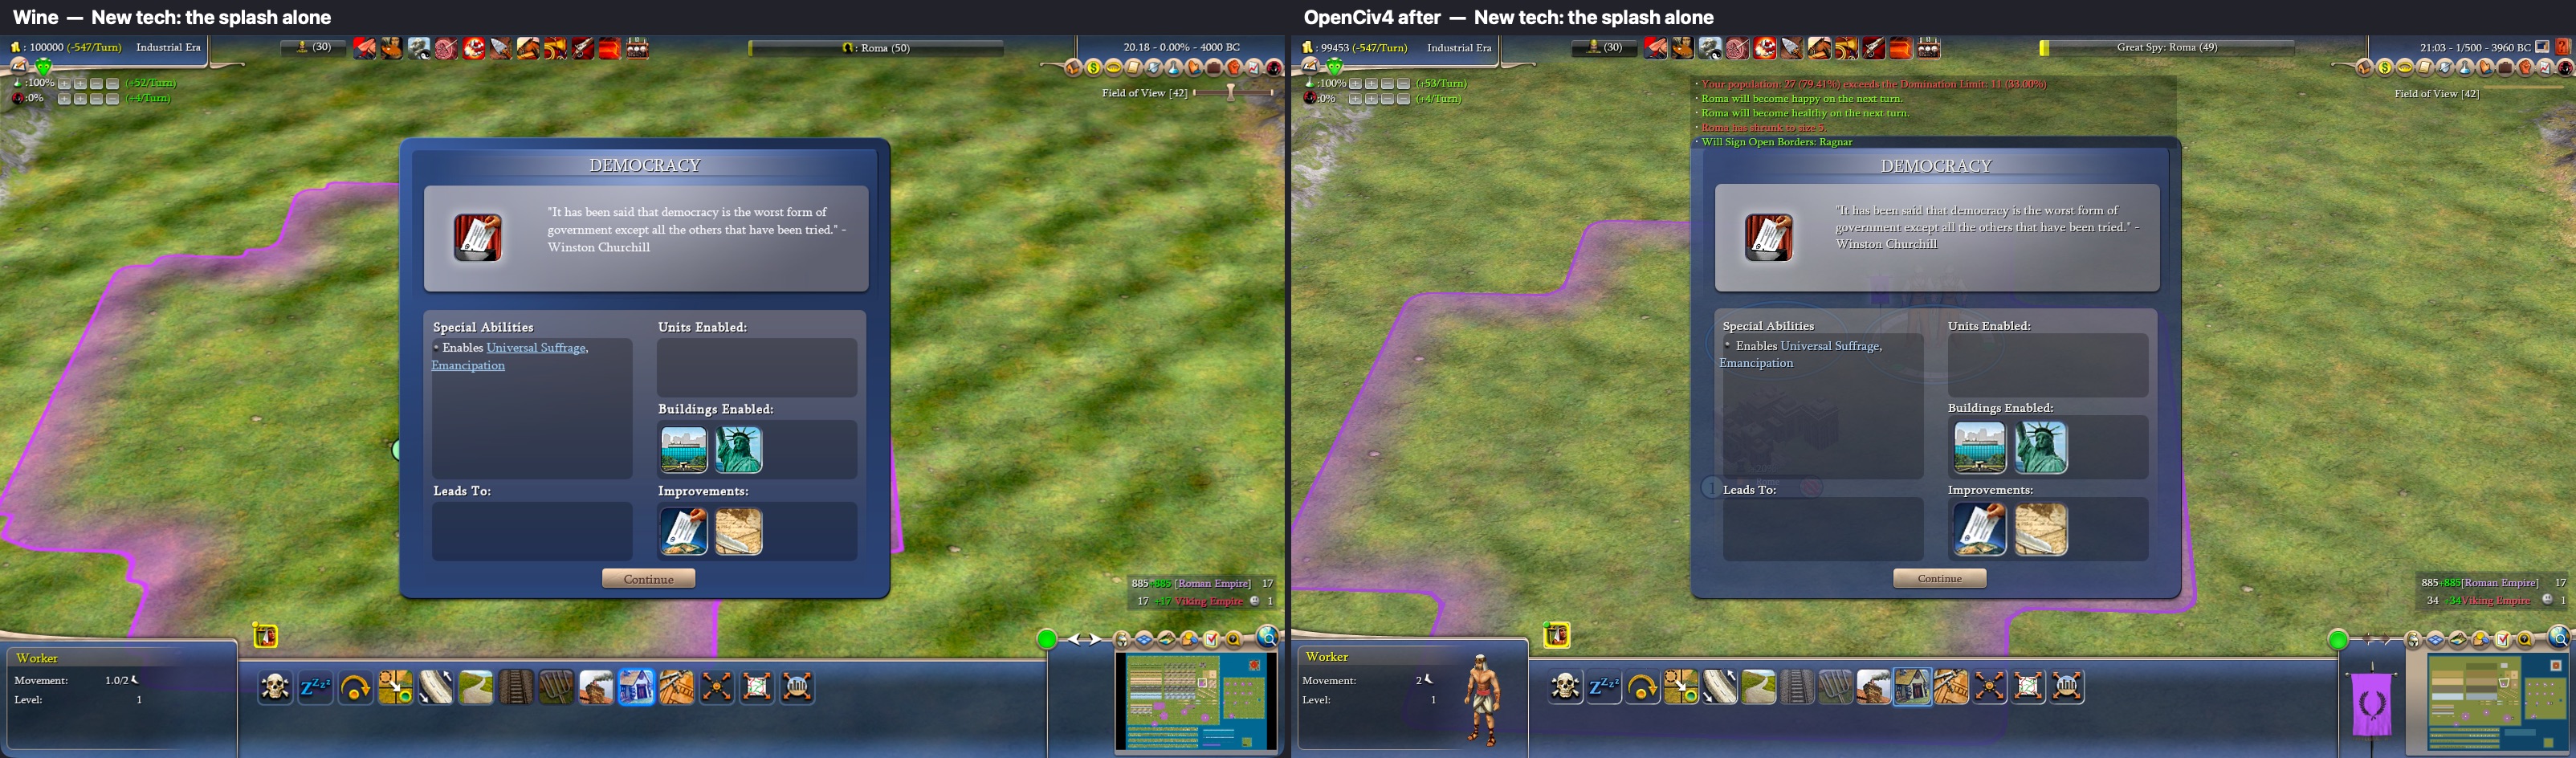 Wine — New tech: the splash alone
: 100000 (-547/Turn) Industrial Era
(30)
: Roma (50)
20.18 - 0.00% - 4000 BC
:100% (+52/Turn)
:0% (+4/Turn)
Field of View [42]
DEMOCRACY
"It has been said that democracy is the worst form of
government except all the others that have been tried." -
Winston Churchill
Special Abilities
• Enables Universal Suffrage,
Emancipation
Units Enabled:
Buildings Enabled:
Leads To:
Improvements:
Continue
885+885 [Roman Empire] 17
17 +17 Viking Empire 1
Worker
Movement: 1.0/2
Level: 1
OpenCiv4 after — New tech: the splash alone
: 99453 (-547/Turn) Industrial Era
(30)
Great Spy: Roma (49)
21:03 - 1/500 - 3960 BC
:100% (+53/Turn)
:0% (+4/Turn)
Field of View [42]
• Your population: 27 (79.41%) exceeds the Domination Limit: 11 (33.00%)
• Roma will become happy on the next turn.
• Roma will become healthy on the next turn.
• Roma has shrunk to size 5.
• Will Sign Open Borders: Ragnar
DEMOCRACY
"It has been said that democracy is the worst form of
government except all the others that have been tried." -
Winston Churchill
Special Abilities
• Enables Universal Suffrage,
Emancipation
Units Enabled:
Buildings Enabled:
1 Leads To:
Improvements:
Continue
885+885[Roman Empire] 17
34 +34Viking Empire 1
Worker
Movement: 2
Level: 1